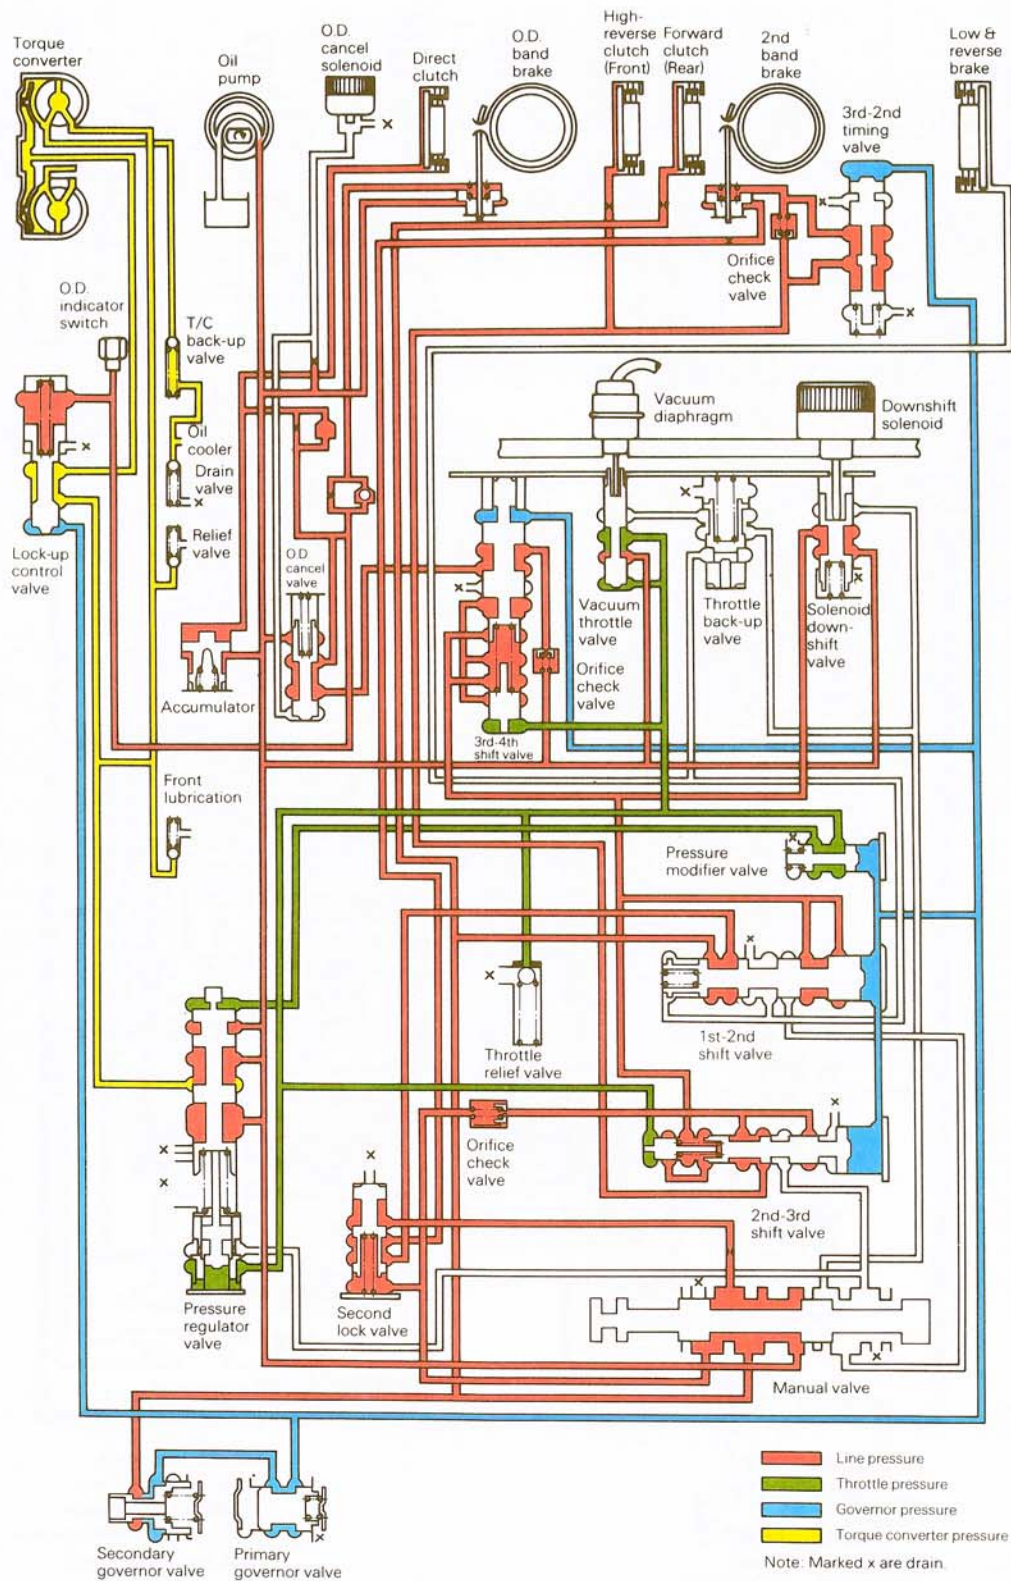 Torque
converter
Oil
pump
O.D.
cancel
solenoid
Direct
clutch
O.D.
band
brake
High-
reverse
clutch
(Front)
Forward
clutch
(Rear)
2nd
band
brake
3rd-2nd
timing
valve
Low &
reverse
brake
x
x
x
Orifice
check
valve
x
O.D.
indicator
switch
T/C
back-up
valve
Vacuum
diaphragm
Downshift
solenoid
Oil
cooler
x
Drain
valve
x
x
Relief
valve
Lock-up
control
valve
O.D
cancel
valve
x
x
Vacuum
throttle
valve
Throttle
back-up
valve
Solenoid
down-
shift
valve
Orifice
check
valve
Accumulator
3rd-4th
shift valve
Front
lubrication
x
Pressure
modifier valve
x
x
Throttle
relief valve
1st-2nd
shift valve
x
Orifice
check
valve
x
x
x
2nd-3rd
shift valve
x
Pressure
regulator
valve
Second
lock valve
x
Manual valve
Line pressure
Throttle pressure
Governor pressure
Torque converter pressure
Note: Marked x are drain.
x
Secondary
governor valve
Primary
governor valve